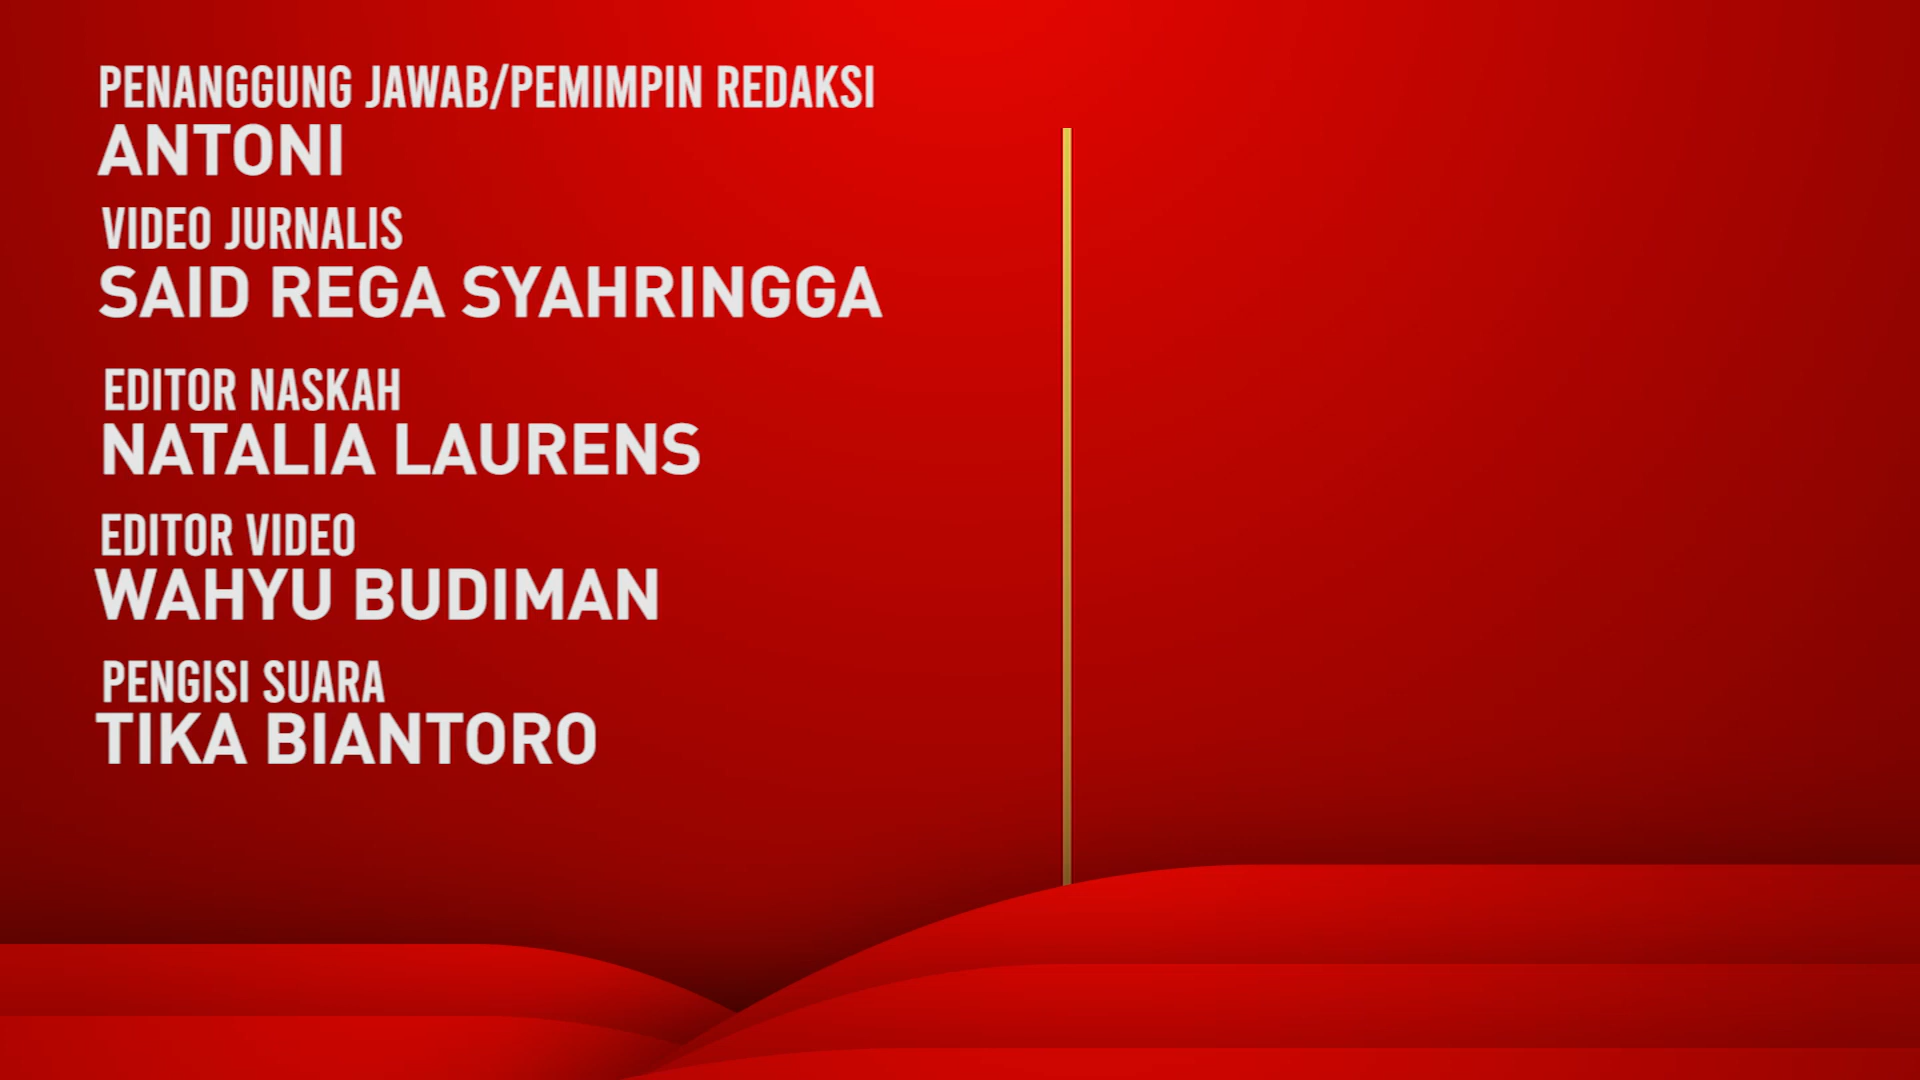 PENANGGUNG JAWAB/PEMIMPIN REDAKSI
ANTONI
VIDEO JURNALIS
SAID REGA SYAHRINGGA
EDITOR NASKAH
NATALIA LAURENS
EDITOR VIDEO
WAHYU BUDIMAN
PENGISI SUARA
TIKA BIANTORO